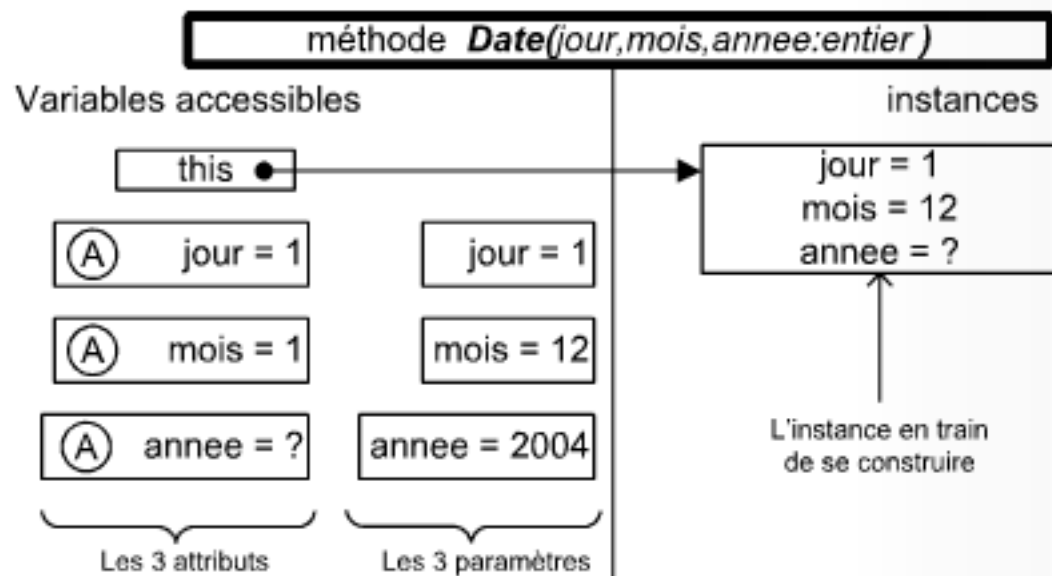 méthode Date(jour,mois,annee:entier )
Variables accessibles
instances
this
jour = 1
mois = 12
annee = ?
A jour = 1
jour = 1
A mois = 1
mois = 12
A annee = ?
annee = 2004
L'instance en train
de se construire
Les 3 attributs
Les 3 paramètres